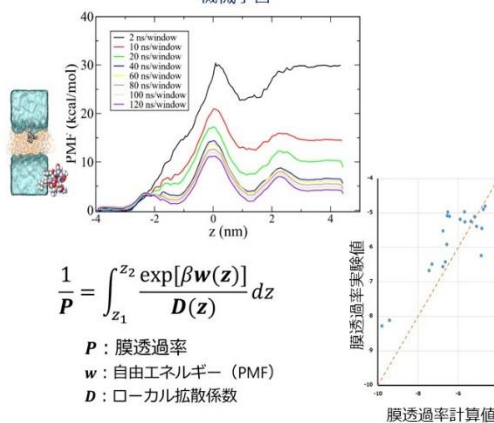 40
30
20
10
0
PMF (kcal/mol)
2 ns/window
10 ns/window
20 ns/window
40 ns/window
60 ns/window
80 ns/window
100 ns/window
120 ns/window
-4 -2 0 2 4
z (nm)
1/P = ∫_{z1}^{z2} exp[βw(z)]/D(z) dz
P：膜透過率
w：自由エネルギー（PMF）
D：ローカル拡散係数
膜透過率実験値
-4
-5
-6
-7
-8
-9
-10
-10 -8 -6
膜透過率計算値